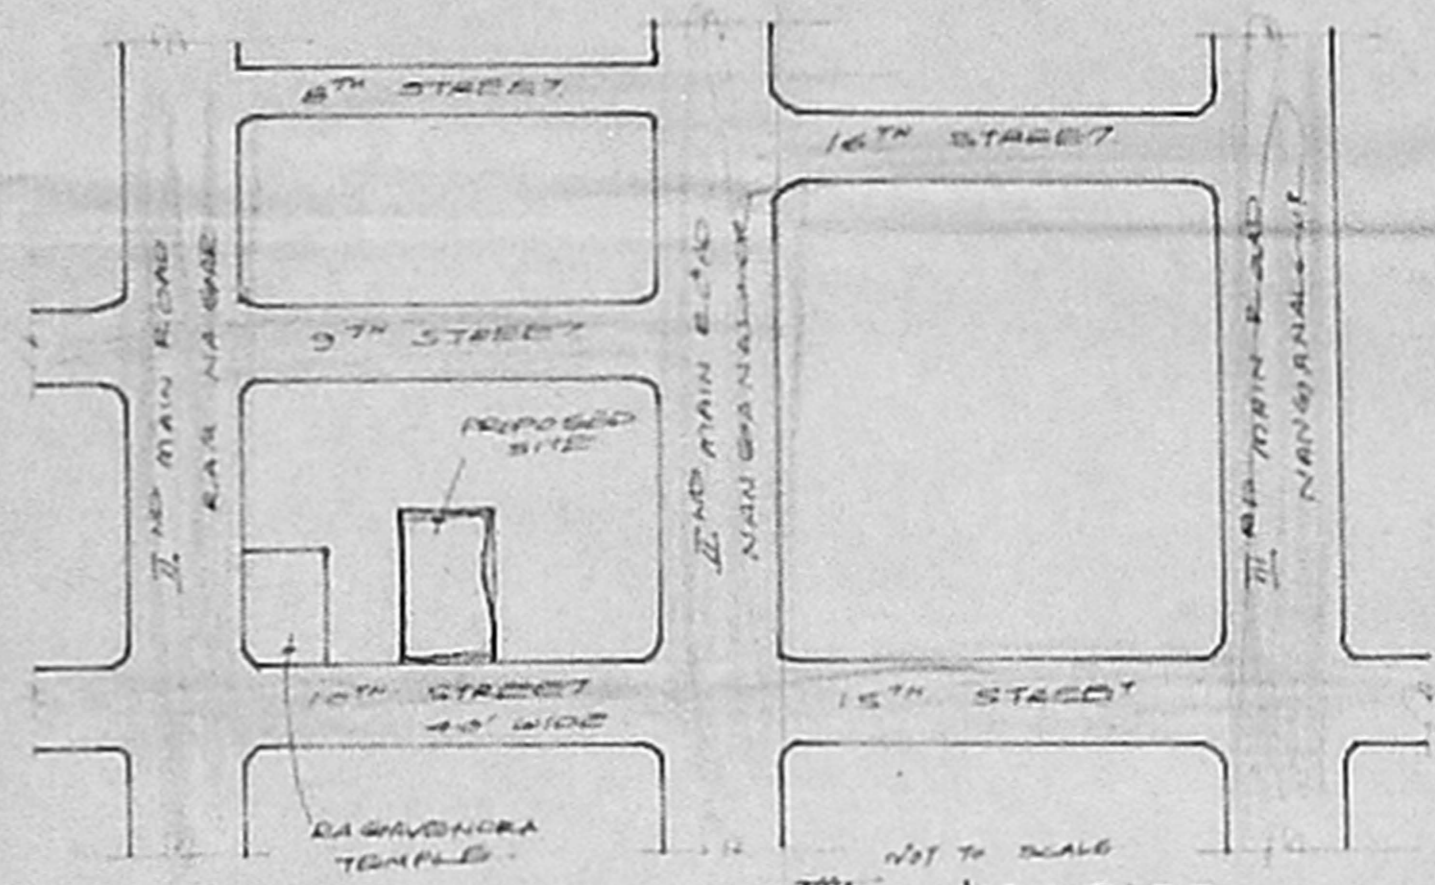 8TH STREET
16TH STREET
9TH STREET
II ND MAIN ROAD
RAM NAGAR
II ND MAIN ROAD
NANGANALLUR
III RD MAIN ROAD
NANGANALLUR
PROPOSED
SITE
10TH STREET
40' WIDE
15TH STREET
RAGAVENDRA
TEMPLE
NOT TO SCALE